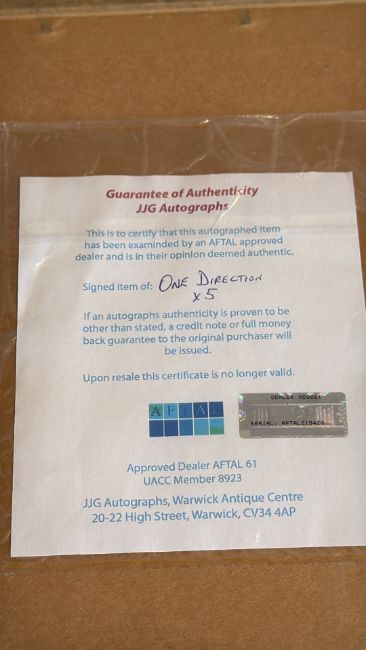 Guarantee of Authenticity
JJG Autographs
This is to certify that this autographed item
has been examinded by an AFTAL approved
dealer and is in their opinion deemed authentic.
Signed item of: ONE DIRECTION
x5
If an autographs authenticity is proven to be
other than stated, a credit note or full money
back guarantee to the original purchaser will
be issued.
Upon resale this certificate is no longer valid.
AFTAL
SERIAL:
Approved Dealer AFTAL 61
UACC Member 8923
JJG Autographs, Warwick Antique Centre
20-22 High Street, Warwick, CV34 4AP